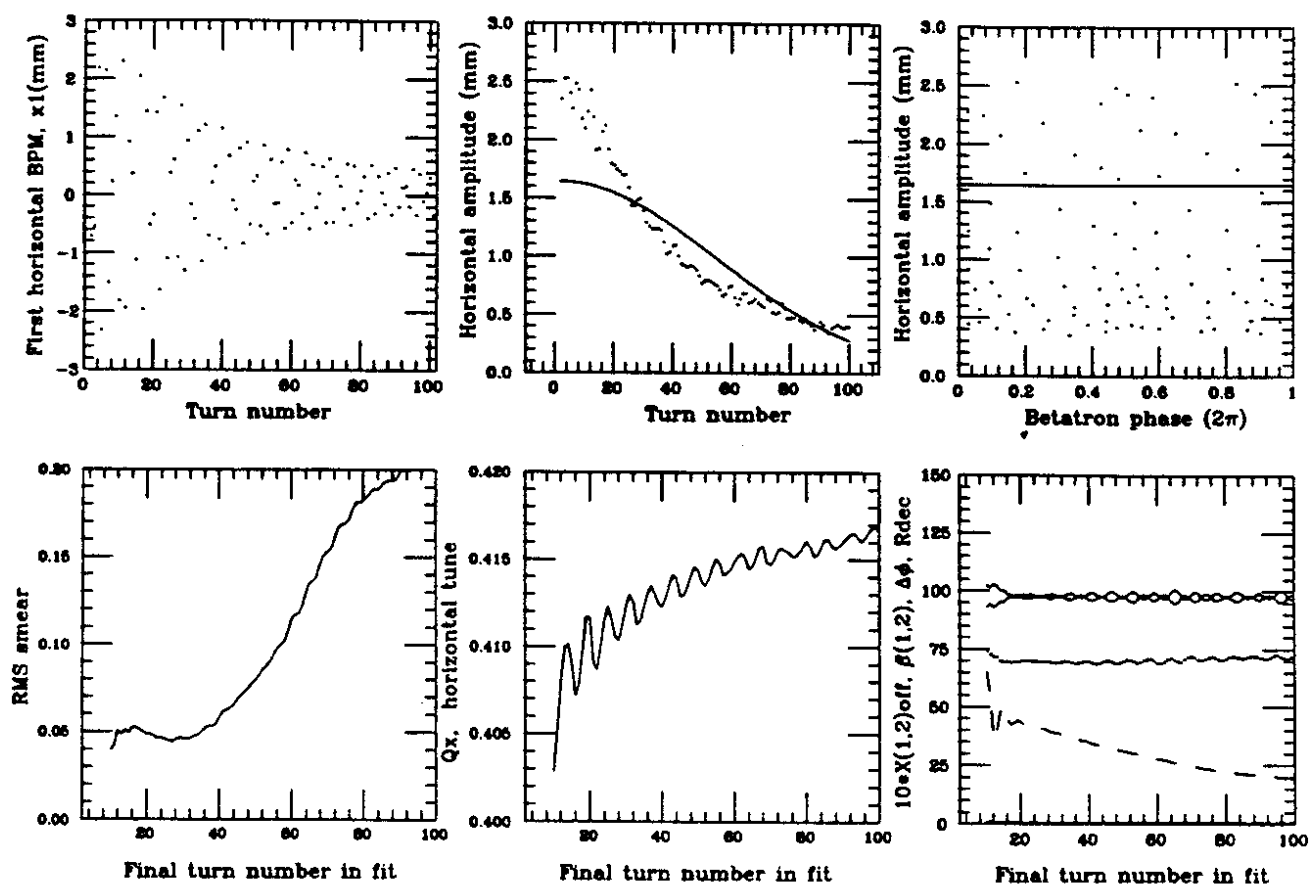 First horizontal BPM, x1(mm)
3
2
1
0
−1
−2
−3
0 20 40 60 80 100
Turn number
Horizontal amplitude (mm)
3.0
2.5
2.0
1.5
1.0
0.5
0.0
0 20 40 60 80 100
Turn number
Horizontal amplitude (mm)
3.0
2.5
2.0
1.5
1.0
0.5
0.0
0 0.2 0.4 0.6 0.8 1
Betatron phase (2π)
RMS smear
0.20
0.15
0.10
0.05
0.00
20 40 60 80 100
Final turn number in fit
Qx, horizontal tune
0.420
0.415
0.410
0.405
0.400
20 40 60 80 100
Final turn number in fit
10*X(1,2)off, β(1,2), Δϕ, Rdec
150
125
100
75
50
25
0
20 40 60 80 100
Final turn number in fit